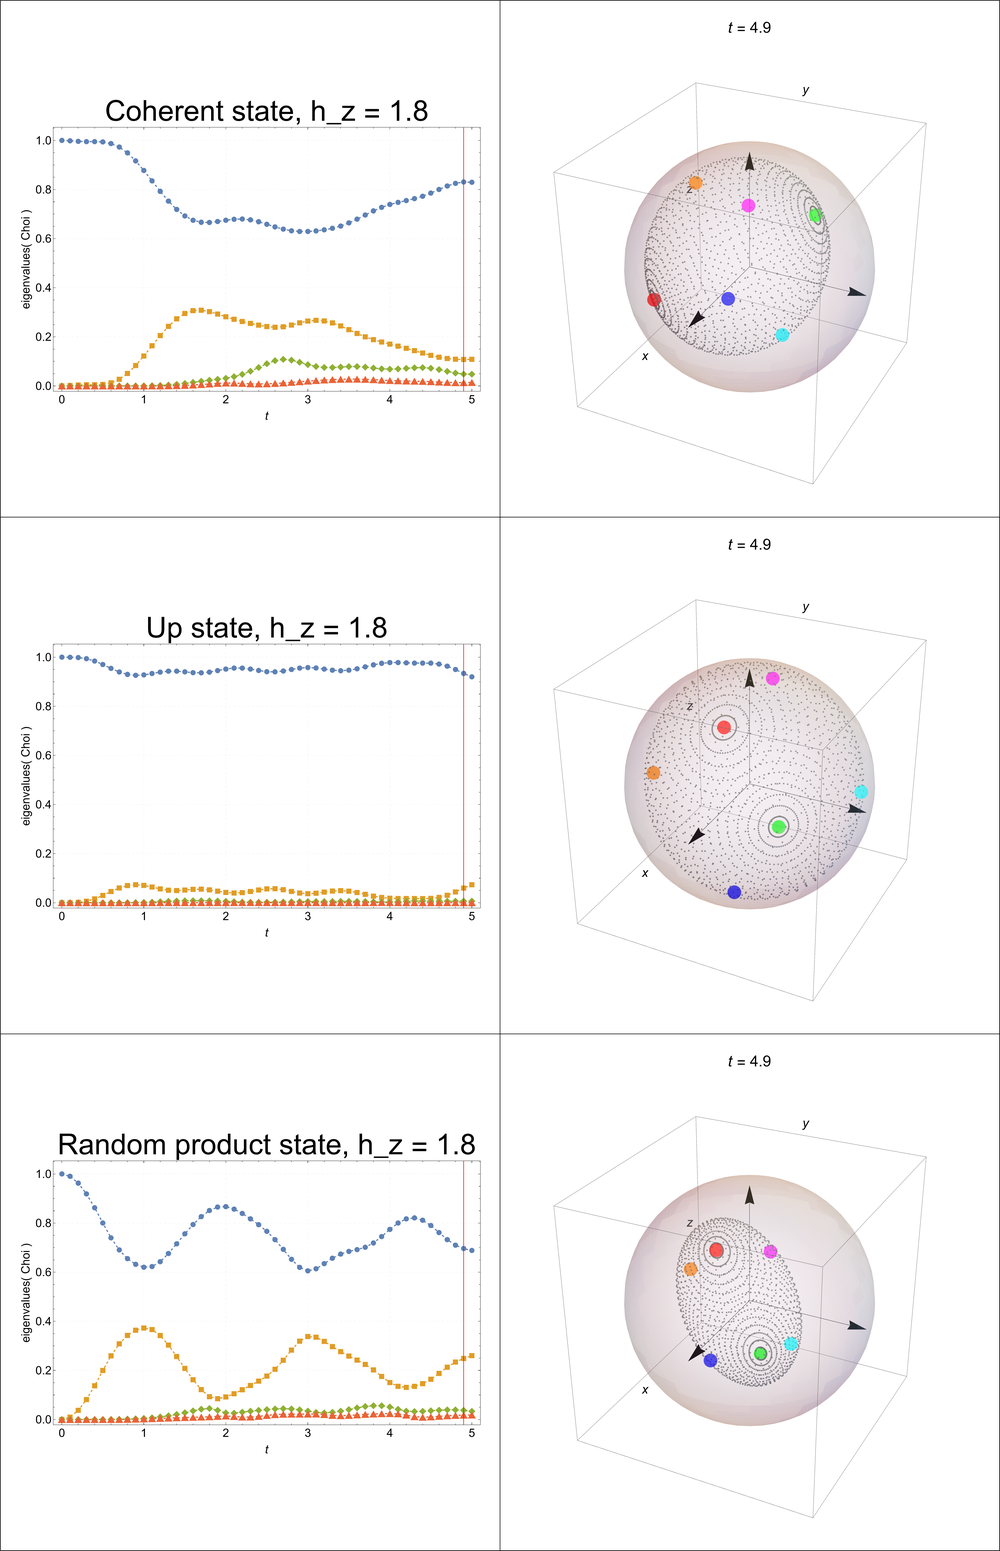 Coherent state, h_z = 1.8
eigenvalues( Choi )
1.0
0.8
0.6
0.4
0.2
0.0
0 1 2 3 4 5
t
t = 4.9
y
z
x
Up state, h_z = 1.8
eigenvalues( Choi )
1.0
0.8
0.6
0.4
0.2
0.0
0 1 2 3 4 5
t
t = 4.9
y
z
x
Random product state, h_z = 1.8
eigenvalues( Choi )
1.0
0.8
0.6
0.4
0.2
0.0
0 1 2 3 4 5
t
t = 4.9
y
z
x